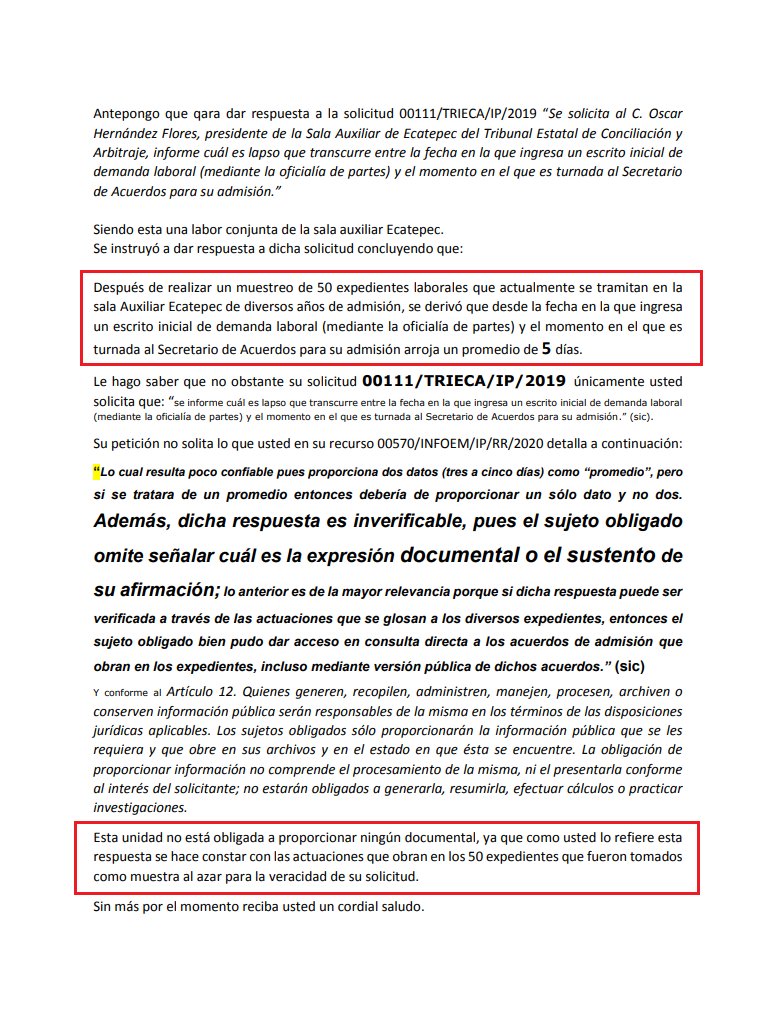 Antepongo que qara dar respuesta a la solicitud 00111/TRIECA/IP/2019 “Se solicita al C. Oscar
Hernández Flores, presidente de la Sala Auxiliar de Ecatepec del Tribunal Estatal de Conciliación y
Arbitraje, informe cuál es lapso que transcurre entre la fecha en la que ingresa un escrito inicial de
demanda laboral (mediante la oficialía de partes) y el momento en el que es turnada al Secretario
de Acuerdos para su admisión.”
Siendo esta una labor conjunta de la sala auxiliar Ecatepec.
Se instruyó a dar respuesta a dicha solicitud concluyendo que:
Después de realizar un muestreo de 50 expedientes laborales que actualmente se tramitan en la
sala Auxiliar Ecatepec de diversos años de admisión, se derivó que desde la fecha en la que ingresa
un escrito inicial de demanda laboral (mediante la oficialía de partes) y el momento en el que es
turnada al Secretario de Acuerdos para su admisión arroja un promedio de 5 días.
Le hago saber que no obstante su solicitud 00111/TRIECA/IP/2019 únicamente usted
solicita que: “se informe cuál es lapso que transcurre entre la fecha en la que ingresa un escrito inicial de demanda laboral
(mediante la oficialía de partes) y el momento en el que es turnada al Secretario de Acuerdos para su admisión.” (sic).
Su petición no solita lo que usted en su recurso 00570/INFOEM/IP/RR/2020 detalla a continuación:
“Lo cual resulta poco confiable pues proporciona dos datos (tres a cinco días) como “promedio”, pero
si se tratara de un promedio entonces debería de proporcionar un sólo dato y no dos.
Además, dicha respuesta es inverificable, pues el sujeto obligado
omite señalar cuál es la expresión documental o el sustento de
su afirmación; lo anterior es de la mayor relevancia porque si dicha respuesta puede ser
verificada a través de las actuaciones que se glosan a los diversos expedientes, entonces el
sujeto obligado bien pudo dar acceso en consulta directa a los acuerdos de admisión que
obran en los expedientes, incluso mediante versión pública de dichos acuerdos.” (sic)
Y conforme al Artículo 12. Quienes generen, recopilen, administren, manejen, procesen, archiven o
conserven información pública serán responsables de la misma en los términos de las disposiciones
jurídicas aplicables. Los sujetos obligados sólo proporcionarán la información pública que se les
requiera y que obre en sus archivos y en el estado en que ésta se encuentre. La obligación de
proporcionar información no comprende el procesamiento de la misma, ni el presentarla conforme
al interés del solicitante; no estarán obligados a generarla, resumirla, efectuar cálculos o practicar
investigaciones.
Esta unidad no está obligada a proporcionar ningún documental, ya que como usted lo refiere esta
respuesta se hace constar con las actuaciones que obran en los 50 expedientes que fueron tomados
como muestra al azar para la veracidad de su solicitud.
Sin más por el momento reciba usted un cordial saludo.